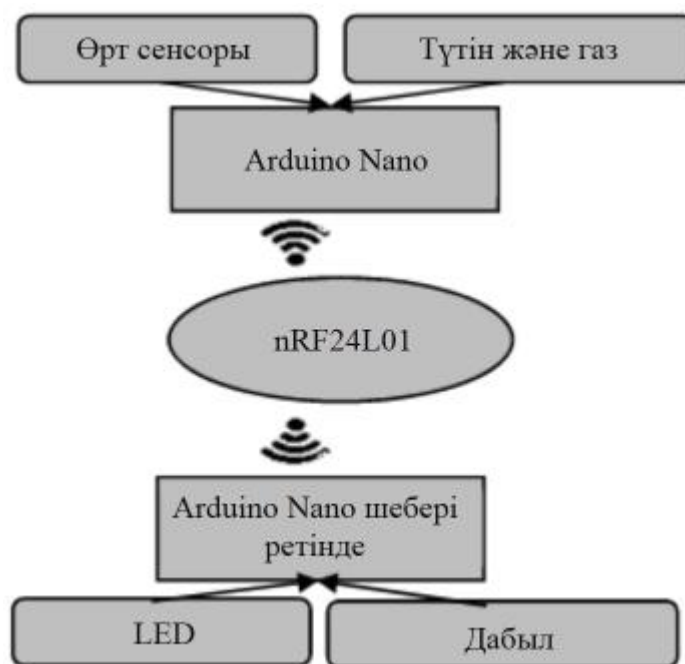 Өрт сенсоры
Түтін және газ
Arduino Nano
nRF24L01
Arduino Nano шебері
ретінде
LED
Дабыл